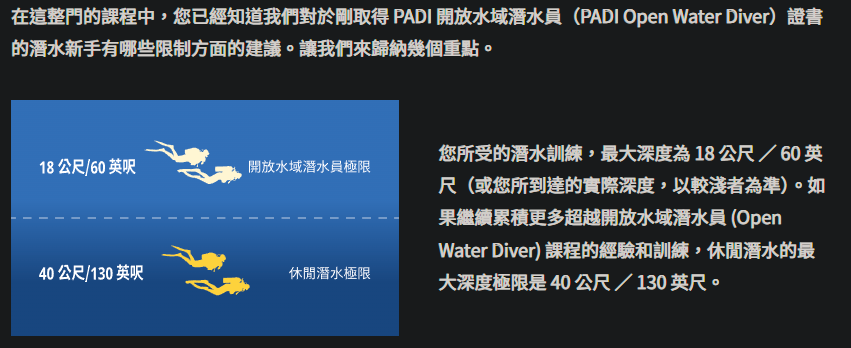 在這整門的課程中，您已經知道我們對於剛取得 PADI 開放水域潛水員（PADI Open Water Diver）證書
的潛水新手有哪些限制方面的建議。讓我們來歸納幾個重點。
18 公尺/60 英呎
開放水域潛水員極限
40 公尺/130 英呎
休閒潛水極限
您所受的潛水訓練，最大深度為 18 公尺 ／ 60 英
尺（或您所到達的實際深度，以較淺者為準）。如
果繼續累積更多超越開放水域潛水員 (Open
Water Diver) 課程的經驗和訓練，休閒潛水的最
大深度極限是 40 公尺 ／ 130 英尺。